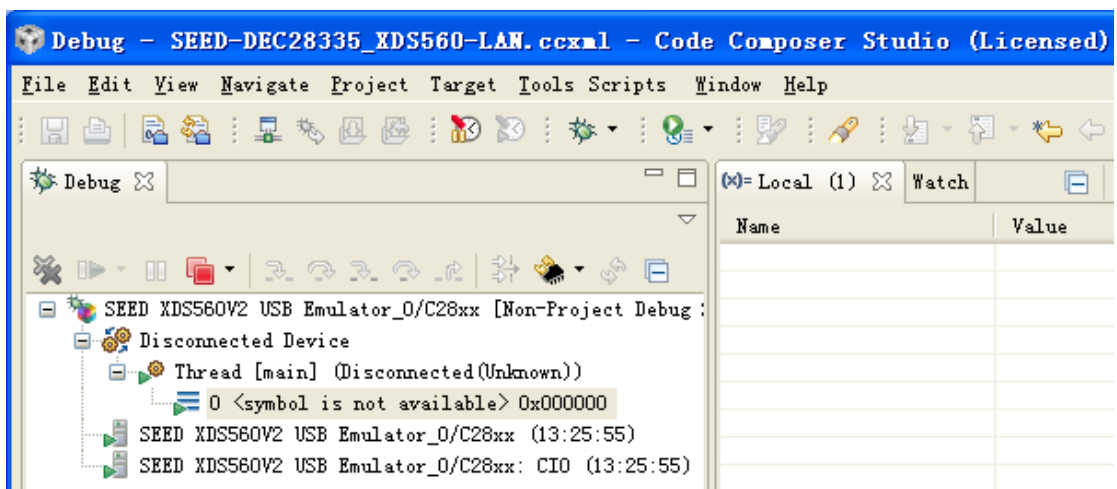 Debug - SEED-DEC28335_XDS560-LAN.ccxml - Code Composer Studio (Licensed)
File Edit View Navigate Project Target Tools Scripts Window Help
Debug
(x)= Local (1) Watch
Name Value
SEED XDS560V2 USB Emulator_0/C28xx [Non-Project Debug
Disconnected Device
Thread [main] (Disconnected(Unknown))
0 <symbol is not available> 0x000000
SEED XDS560V2 USB Emulator_0/C28xx (13:25:55)
SEED XDS560V2 USB Emulator_0/C28xx: CIO (13:25:55)